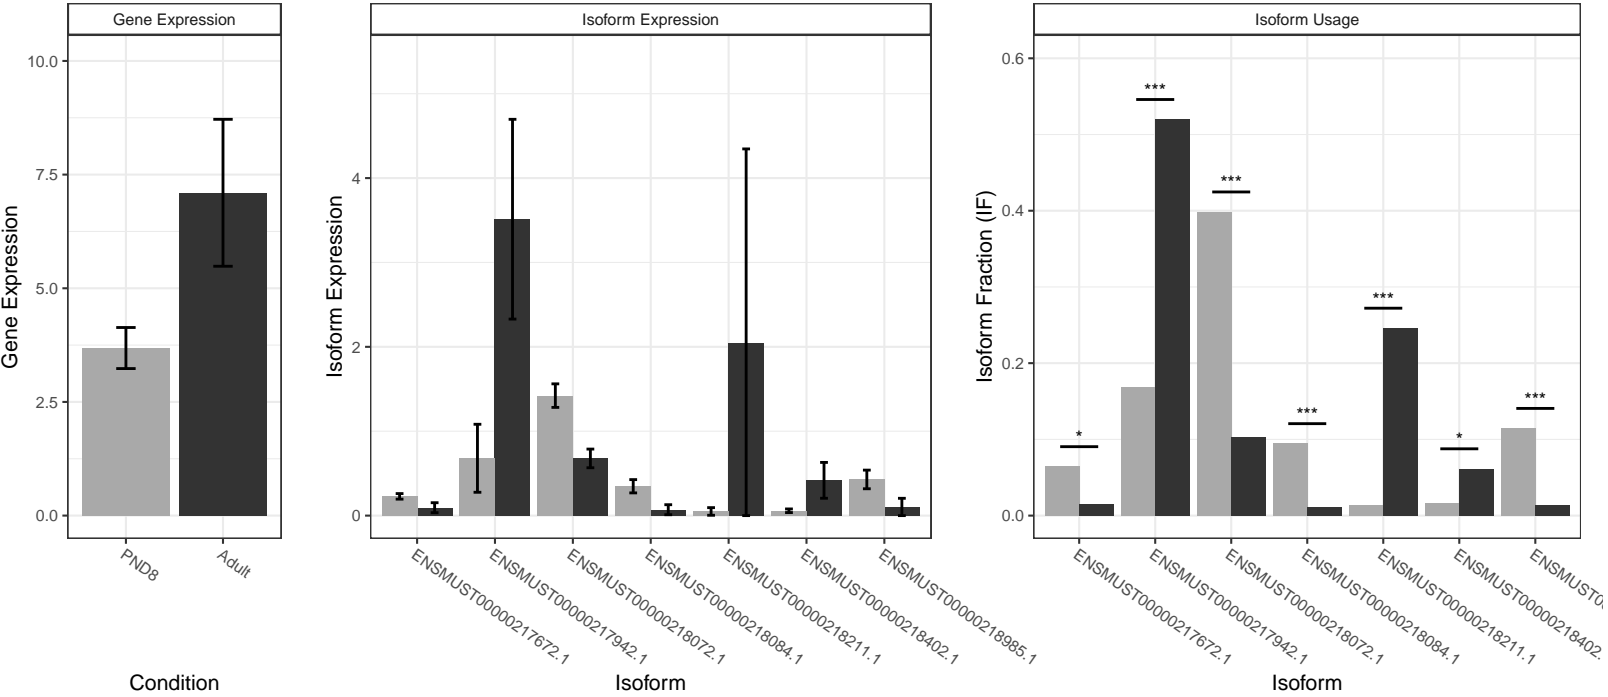 Gene Expression
Isoform Expression
Isoform Usage
Gene Expression
10.0
7.5
5.0
2.5
0.0
PND8
Adult
Condition
Isoform Expression
4
2
0
ENSMUST00000217672.1
ENSMUST00000217942.1
ENSMUST00000218072.1
ENSMUST00000218084.1
ENSMUST00000218211.1
ENSMUST00000218402.1
ENSMUST00000218985.1
Isoform
Isoform Fraction (IF)
0.6
0.4
0.2
0.0
*
***
***
***
***
*
***
ENSMUST00000217672.1
ENSMUST00000217942.1
ENSMUST00000218072.1
ENSMUST00000218084.1
ENSMUST00000218211.1
ENSMUST00000218402.
Isoform